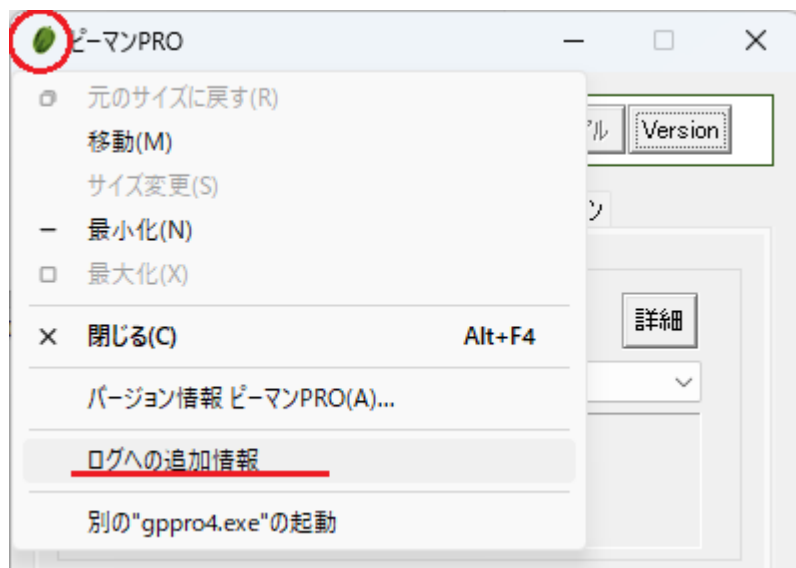 ピーマンPRO
元のサイズに戻す(R)
移動(M)
Version
サイズ変更(S)
ン
最小化(N)
最大化(X)
詳細
閉じる(C) Alt+F4
バージョン情報 ピーマンPRO(A)...
ログへの追加情報
別の"gppro4.exe"の起動